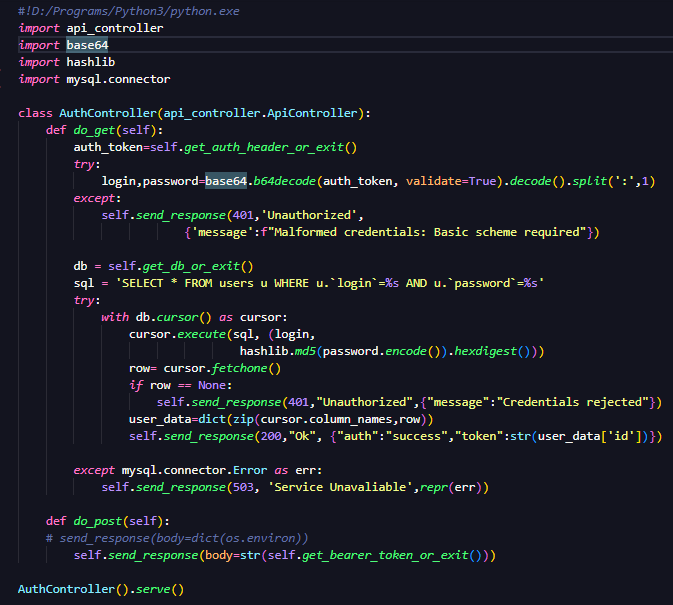 #!D:/Programs/Python3/python.exe
import api_controller
import base64
import hashlib
import mysql.connector
class AuthController(api_controller.ApiController):
def do_get(self):
auth_token=self.get_auth_header_or_exit()
try:
login,password=base64.b64decode(auth_token, validate=True).decode().split(':',1)
except:
self.send_response(401,'Unauthorized',
{'message':f"Malformed credentials: Basic scheme required"})
db = self.get_db_or_exit()
sql = 'SELECT * FROM users u WHERE u.`login`=%s AND u.`password`=%s'
try:
with db.cursor() as cursor:
cursor.execute(sql, (login,
hashlib.md5(password.encode()).hexdigest()))
row= cursor.fetchone()
if row == None:
self.send_response(401,"Unauthorized",{"message":"Credentials rejected"})
user_data=dict(zip(cursor.column_names,row))
self.send_response(200,"Ok", {"auth":"success","token":str(user_data['id'])})
except mysql.connector.Error as err:
self.send_response(503, 'Service Unavaliable',repr(err))
def do_post(self):
# send_response(body=dict(os.environ))
self.send_response(body=str(self.get_bearer_token_or_exit()))
AuthController().serve()